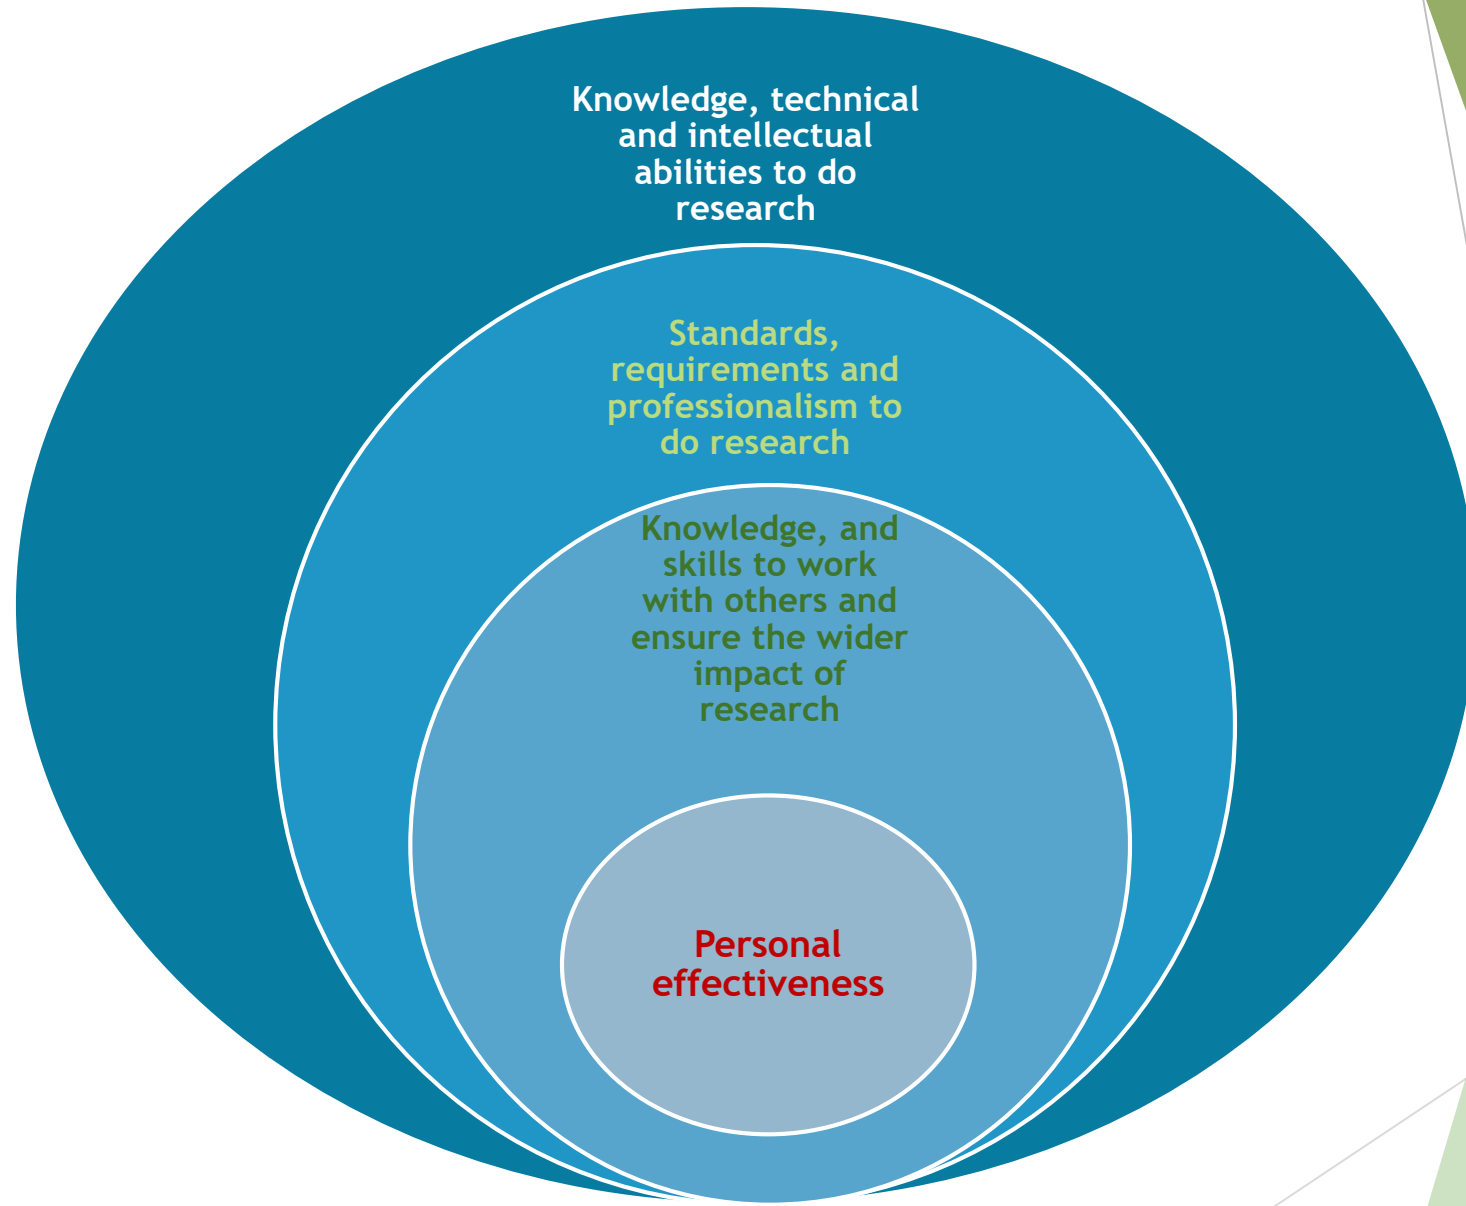 Knowledge, technical
and intellectual
abilities to do
research
Standards,
requirements and
professionalism to
do research
Knowledge, and
skills to work
with others and
ensure the wider
impact of
research
Personal
effectiveness